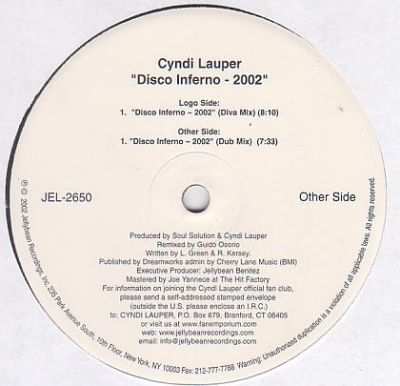 Cyndi Lauper
"Disco Inferno - 2002"
Logo Side:
1. "Disco Inferno – 2002" (Diva Mix) (8:10)
Other Side:
1. "Disco Inferno – 2002" (Dub Mix) (7:33)
JEL-2650
Other Side
Produced by Soul Solution & Cyndi Lauper
Remixed by Guido Osorio
Written by L. Green & R. Kersey.
Published by Dreamworks admin by Cherry Lane Music (BMI)
Executive Producer: Jellybean Benitez
Mastered by Joe Yannece at The Hit Factory
For information on joining the Cyndi Lauper official fan club,
please send a self-addressed stamped envelope
(outside the U.S. please enclose an I.R.C.)
to: CYNDI LAUPER, P.O. Box 679, Branford, CT 06405
or visit us at www.fanemporium.com
web: www.jellybeanrecordings.com
email: info@jellybeanrecordings.com
℗ © 2002 Jellybean Recordings, Inc 235 Park Avenue South, 10th Floor, New York, NY 10003 Fax: 212-777-7788 Warning: Unauthorized duplication is a violation of all applicable laws. All rights reserved.